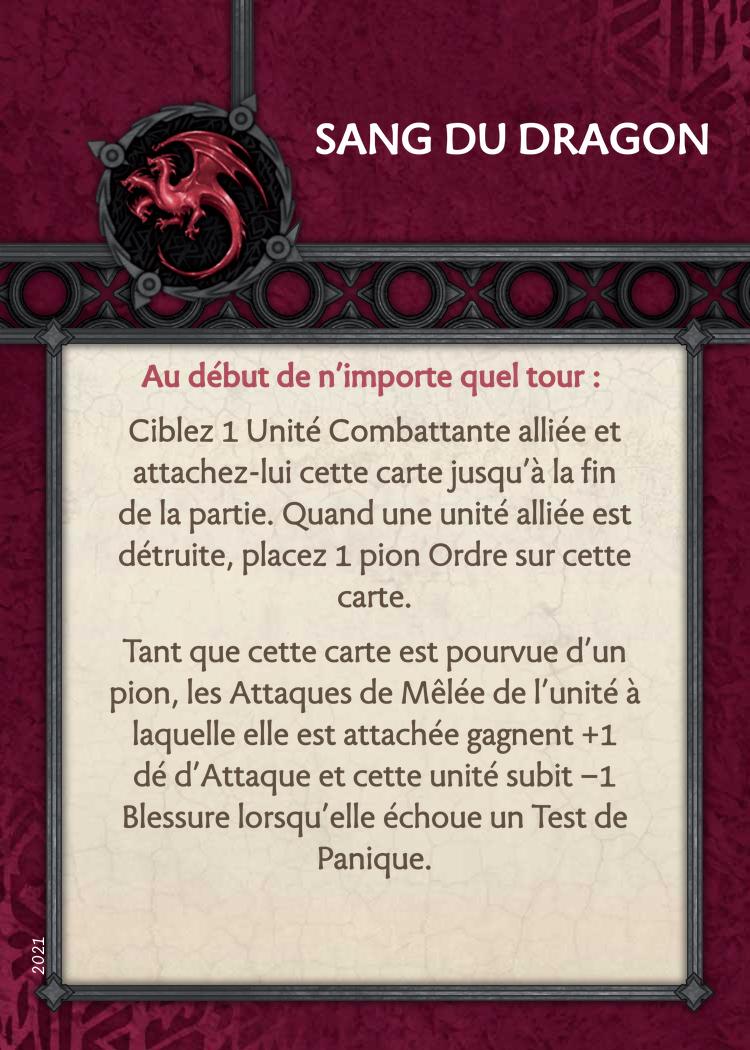 SANG DU DRAGON
Au début de n’importe quel tour :
Ciblez 1 Unité Combattante alliée et
attachez-lui cette carte jusqu’à la fin
de la partie. Quand une unité alliée est
détruite, placez 1 pion Ordre sur cette
carte.
Tant que cette carte est pourvue d’un
pion, les Attaques de Mêlée de l’unité à
laquelle elle est attachée gagnent +1
dé d’Attaque et cette unité subit –1
Blessure lorsqu’elle échoue un Test de
Panique.
2021